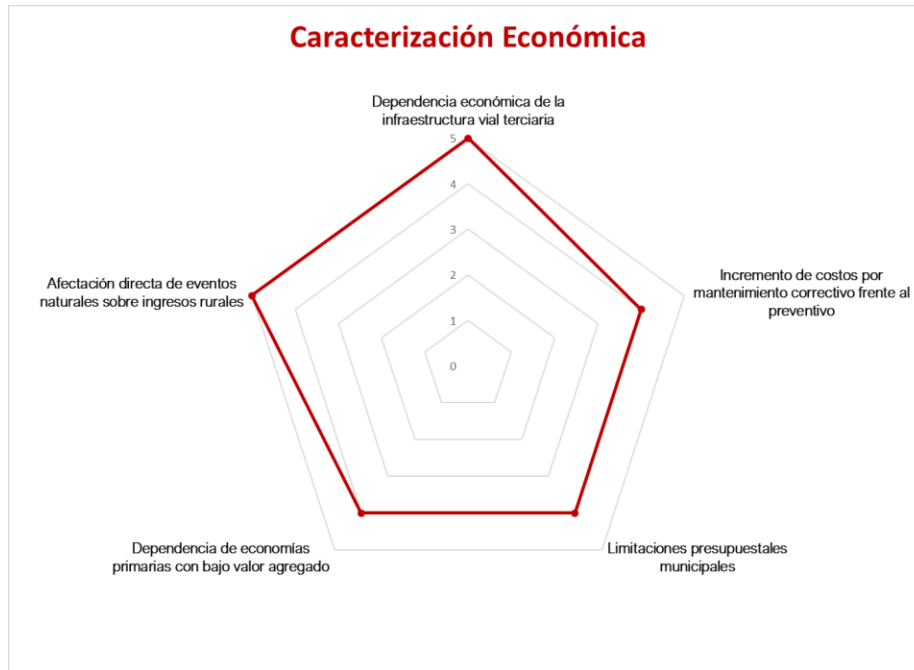 Caracterización Económica
Dependencia económica de la
infraestructura vial terciaria
5
4
3
2
1
0
Incremento de costos por
mantenimiento correctivo frente al
preventivo
Afectación directa de eventos
naturales sobre ingresos rurales
Dependencia de economías
primarias con bajo valor agregado
Limitaciones presupuestales
municipales